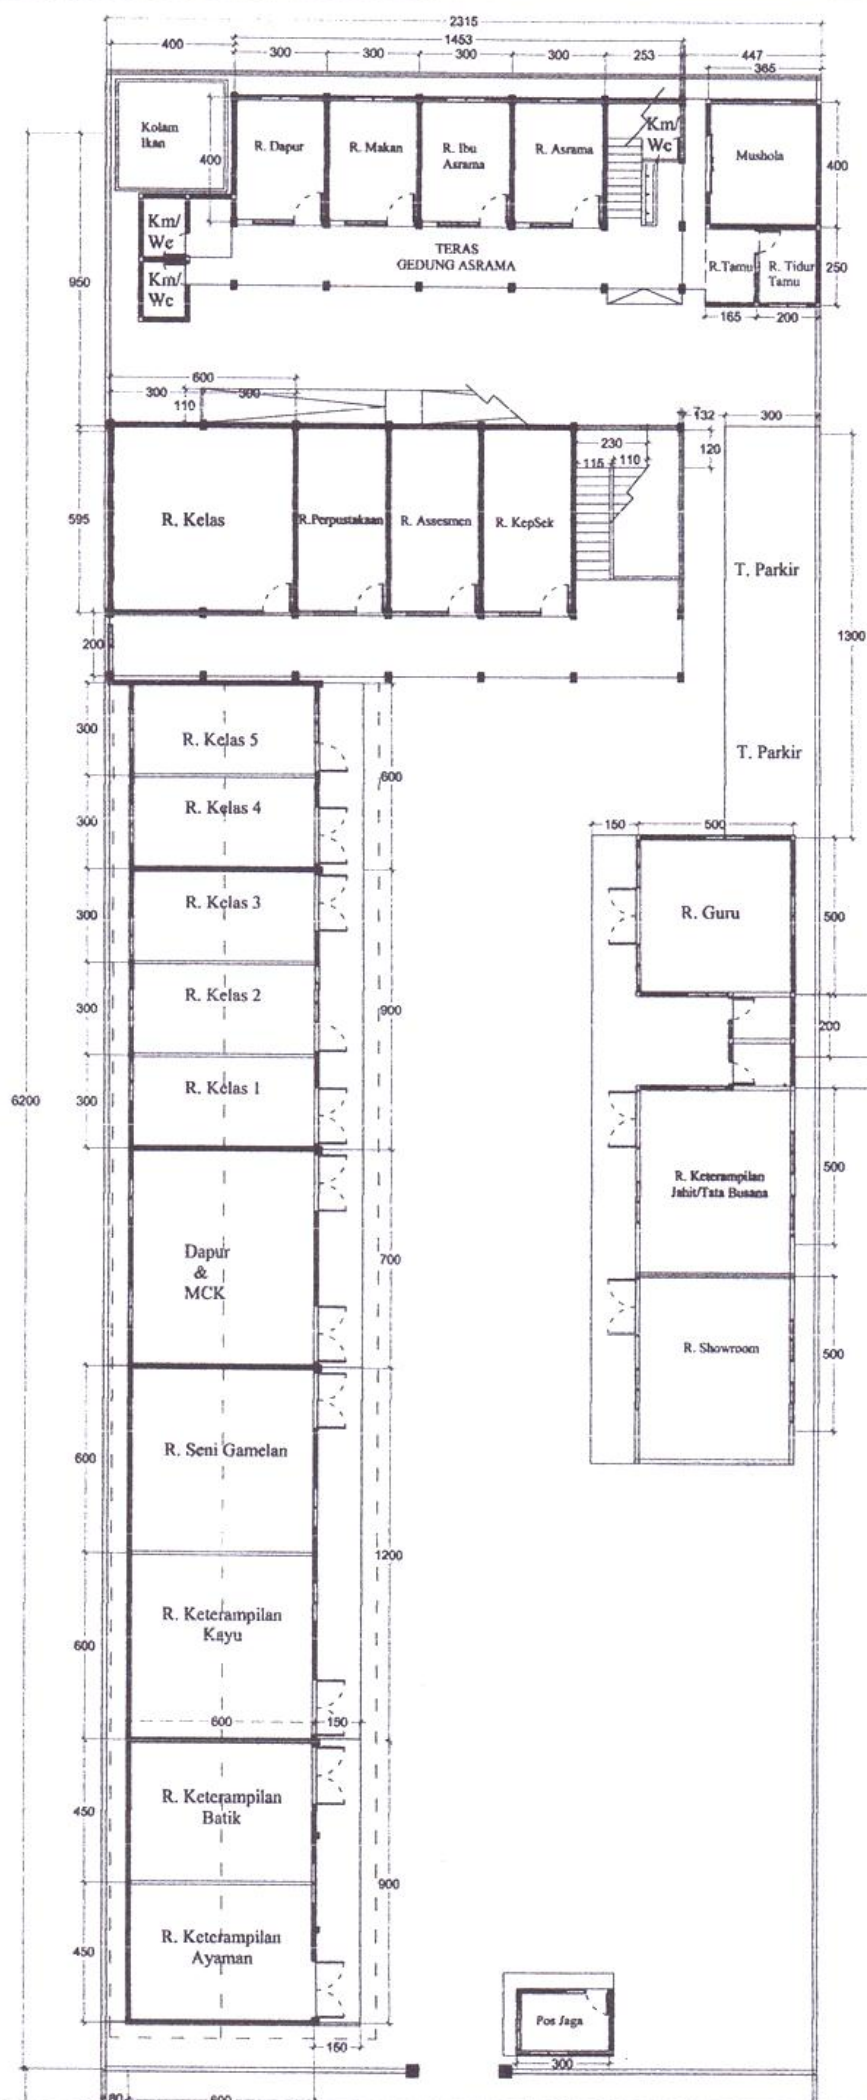 2315
400
1453
300
300
300
300
253
447
365
Kolam
Ikan
400
R. Dapur
R. Makan
R. Ibu
Asrama
R. Asrama
Km/
Wc
Mushola
400
Km/
Wc
Km/
Wc
TERAS
GEDUNG ASRAMA
R.Tamu
R. Tidur
Tamu
250
165
200
950
600
300
300
110
132
300
230
115
110
120
595
R. Kelas
R.Perpustakaan
R. Assesmen
R. KepSek
T. Parkir
1300
200
300
R. Kelas 5
600
T. Parkir
300
R. Kelas 4
150
500
300
R. Kelas 3
R. Guru
500
300
R. Kelas 2
900
200
6200
300
R. Kelas 1
R. Keterampilan
Jahit/Tata Busana
500
Dapur
&
MCK
700
R. Showroom
500
600
R. Seni Gamelan
1200
600
R. Keterampilan
Kayu
600
150
450
R. Keterampilan
Batik
900
450
R. Keterampilan
Ayaman
Pos Jaga
150
300
80
600